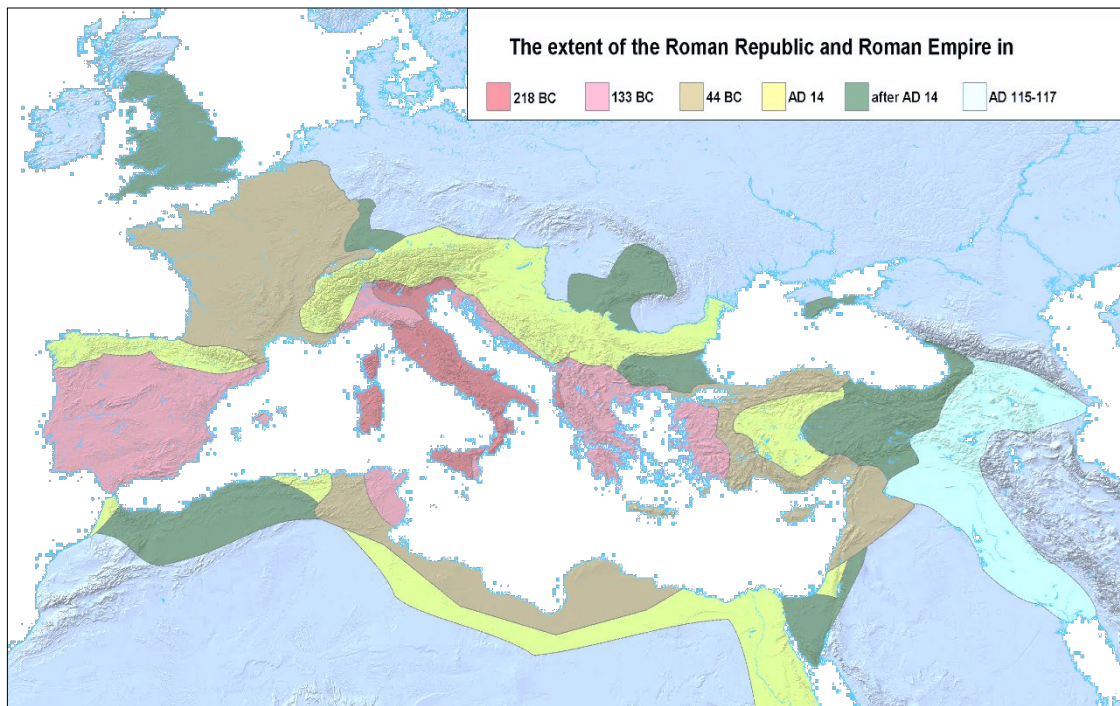 The extent of the Roman Republic and Roman Empire in
218 BC 133 BC 44 BC AD 14 after AD 14 AD 115-117